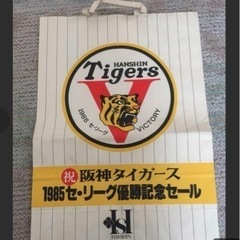 HANSHIN
Tigers
V
1985 セ・リーグ VICTORY
祝 阪神タイガース
1985セ・リーグ優勝記念セール
H
HANSHIN